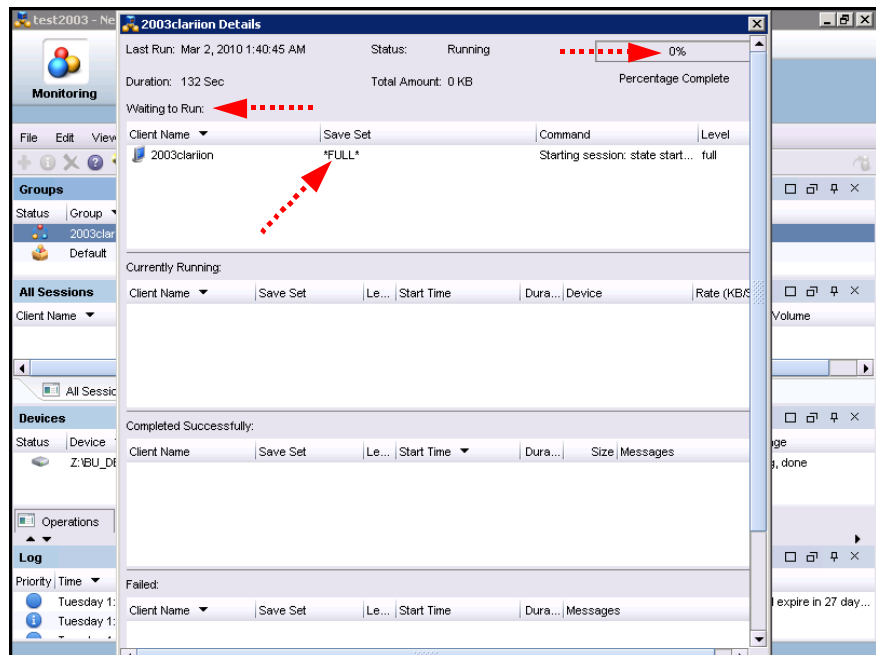 test2003 - Ne
2003clariion Details
Last Run: Mar 2, 2010 1:40:45 AM Status: Running 0%
Duration: 132 Sec Total Amount: 0 KB Percentage Complete
Waiting to Run:
Client Name Save Set Command Level
2003clariion *FULL* Starting session: state start... full
Currently Running:
Client Name Save Set Le... Start Time Dura... Device Rate (KB/S
Completed Successfully:
Client Name Save Set Le... Start Time Dura... Size Messages
Failed:
Client Name Save Set Le... Start Time Dura... Messages
Monitoring
File Edit View
Groups
Status Group
2003clar
Default
All Sessions
Client Name Volume
All Sessic
Devices
Status Device ge
Z:\BU_DE g, done
Operations
Log
Priority Time
Tuesday 1: l expire in 27 day...
Tuesday 1: